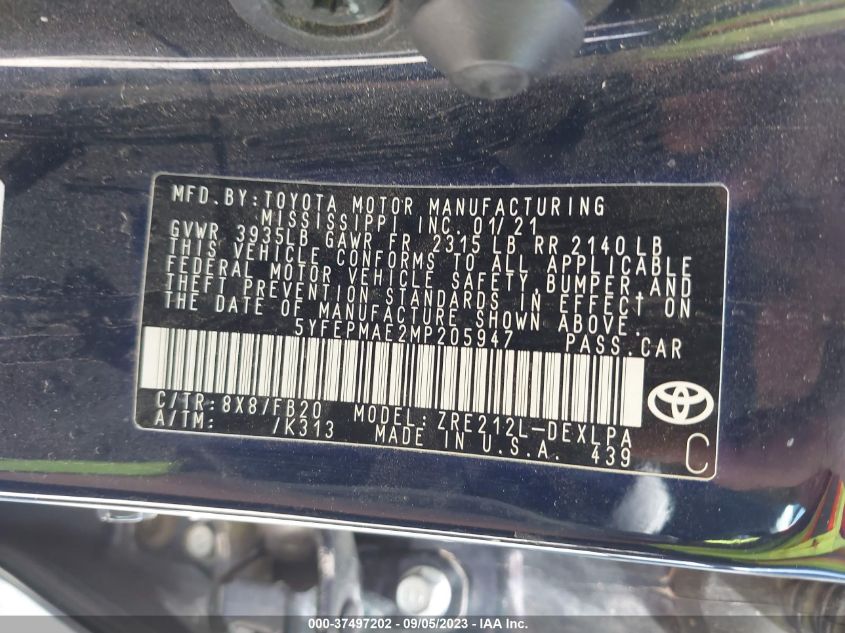 MFD.BY:TOYOTA MOTOR MANUFACTURING
MISSISSIPPI INC. 01/21
GVWR 3935LB GAWR FR 2315 LB RR 2140 LB
THIS VEHICLE CONFORMS TO ALL APPLICABLE
FEDERAL MOTOR VEHICLE SAFETY, BUMPER, AND
THEFT PREVENTION STANDARDS IN EFFECT ON
THE DATE OF MANUFACTURE SHOWN ABOVE.
5YFEPMAE2MP205947 PASS.CAR
C/TR: 8X8/FB20 MODEL: ZRE212L-DEXLPA
A/TM: /K313 MADE IN U.S.A. 439
C
000-37497202 - 09/05/2023 - WWW.IAAI.COM